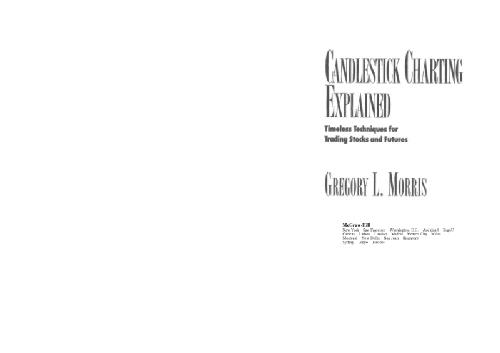 CANDLESTICK CHARTING
EXPLAINED
Timeless Techniques for
Trading Stocks and Futures
GREGORY L. MORRIS
McGraw-Hill
New York San Francisco Washington, D.C. Auckland Bogotá
Caracas Lisbon London Madrid Mexico City Milan
Montreal New Delhi San Juan Singapore
Sydney Tokyo Toronto